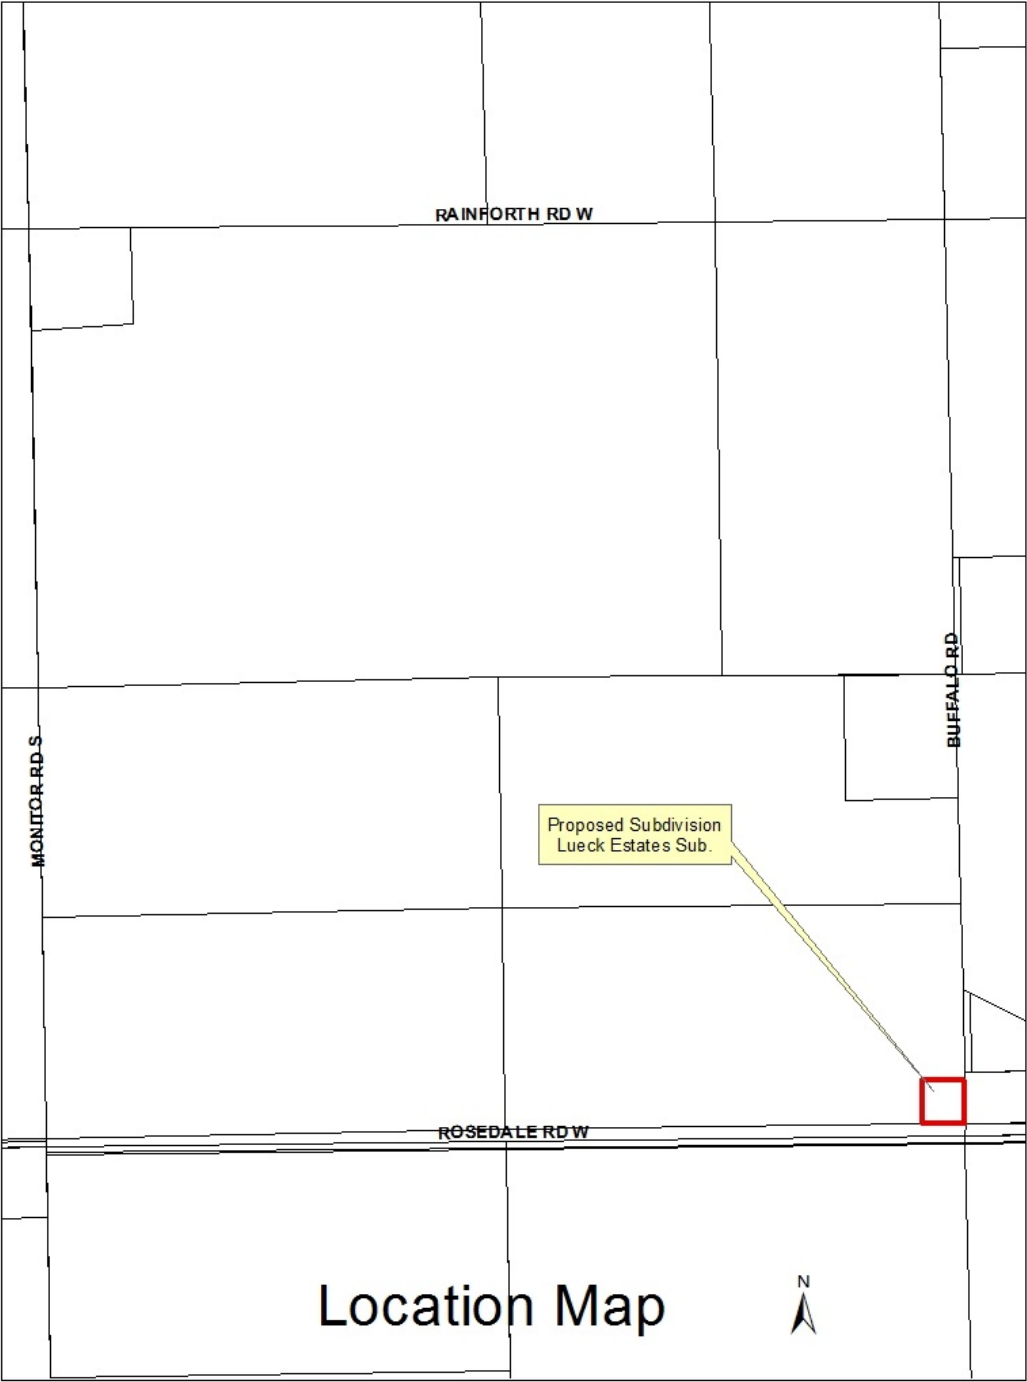 RAINFORTH RD W
BUFFALO RD
MONITOR RD S
Proposed Subdivision
Lueck Estates Sub.
ROSEDALE RD W
N
Location Map